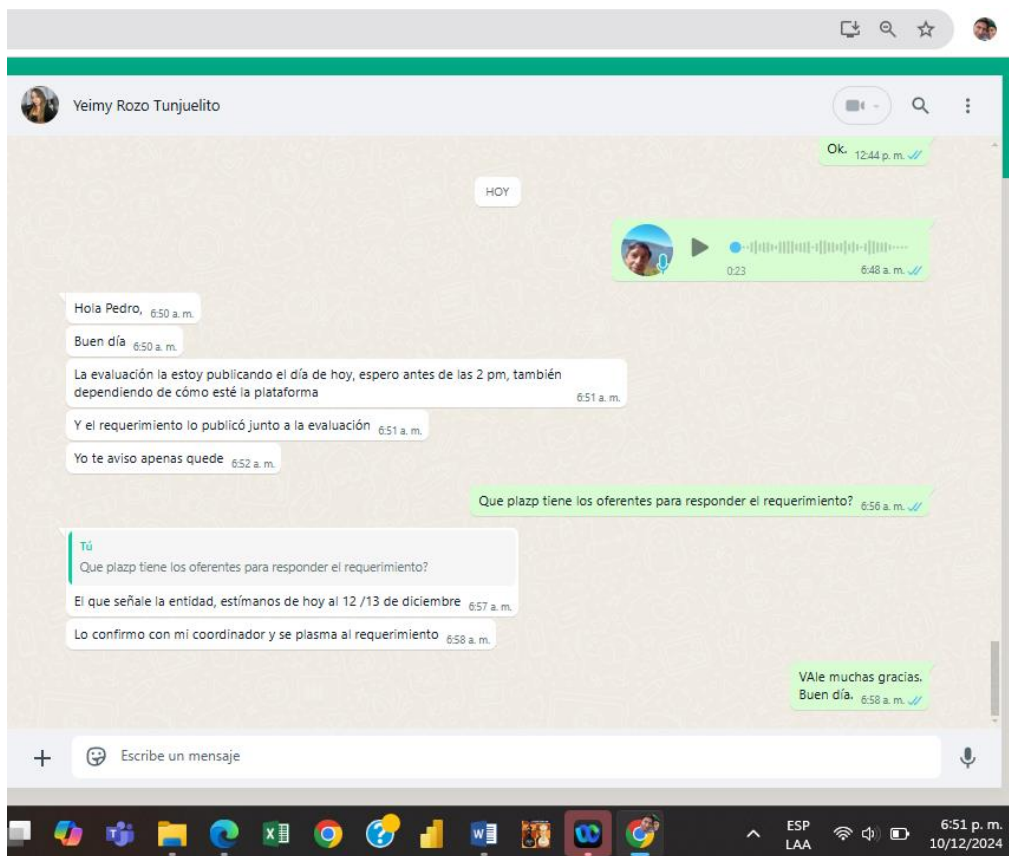 Yeimy Rozo Tunjuelito
Ok. 12:44 p. m.
HOY
0:23 6:48 a. m.
Hola Pedro, 6:50 a. m.
Buen día 6:50 a. m.
La evaluación la estoy publicando el día de hoy, espero antes de las 2 pm, también
dependiendo de cómo esté la plataforma 6:51 a. m.
Y el requerimiento lo publicó junto a la evaluación 6:51 a. m.
Yo te aviso apenas quede 6:52 a. m.
Que plazp tiene los oferentes para responder el requerimiento? 6:56 a. m.
Tú
Que plazp tiene los oferentes para responder el requerimiento?
El que señale la entidad, estímanos de hoy al 12 /13 de diciembre 6:57 a. m.
Lo confirmo con mi coordinador y se plasma al requerimiento 6:58 a. m.
VAle muchas gracias.
Buen día. 6:58 a. m.
Escribe un mensaje
ESP 6:51 p. m.
LAA 10/12/2024